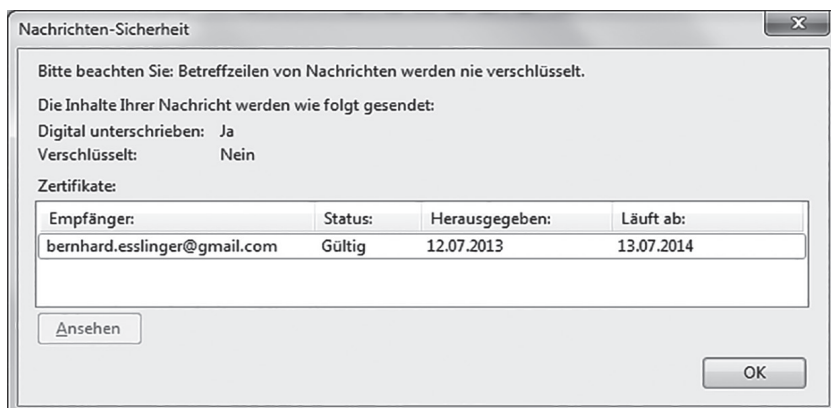 Nachrichten-Sicherheit
Bitte beachten Sie: Betreffzeilen von Nachrichten werden nie verschlüsselt.
Die Inhalte Ihrer Nachricht werden wie folgt gesendet:
Digital unterschrieben: Ja
Verschlüsselt: Nein
Zertifikate:
Empfänger: Status: Herausgegeben: Läuft ab:
bernhard.esslinger@gmail.com Gültig 12.07.2013 13.07.2014
Ansehen
OK